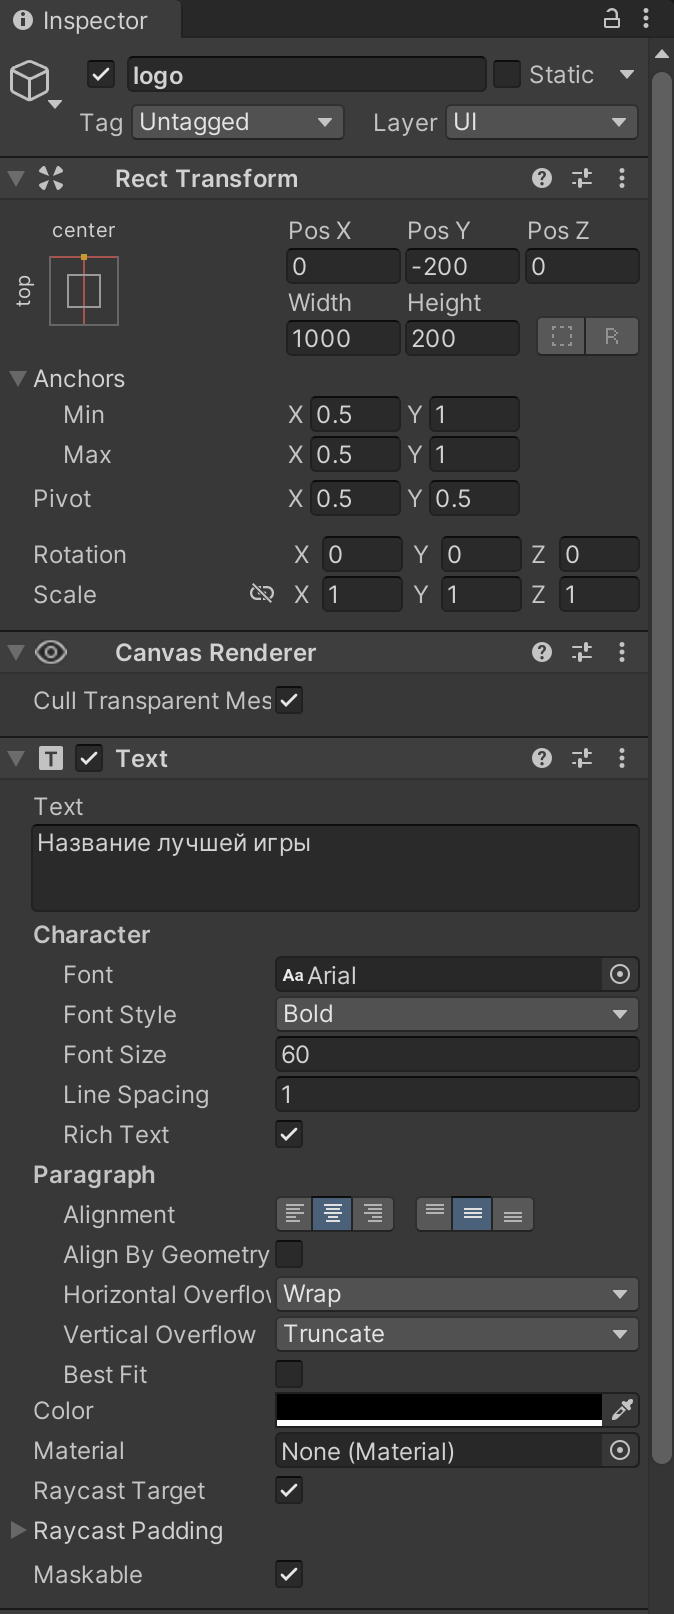 Inspector
logo
Static
Tag Untagged Layer UI
Rect Transform
center
top
Pos X Pos Y Pos Z
0 -200 0
Width Height
1000 200
R
Anchors
Min X 0.5 Y 1
Max X 0.5 Y 1
Pivot X 0.5 Y 0.5
Rotation X 0 Y 0 Z 0
Scale X 1 Y 1 Z 1
Canvas Renderer
Cull Transparent Mes
T Text
Text
Название лучшей игры
Character
Font Aa Arial
Font Style Bold
Font Size 60
Line Spacing 1
Rich Text
Paragraph
Alignment
Align By Geometry
Horizontal Overflow Wrap
Vertical Overflow Truncate
Best Fit
Color
Material None (Material)
Raycast Target
Raycast Padding
Maskable